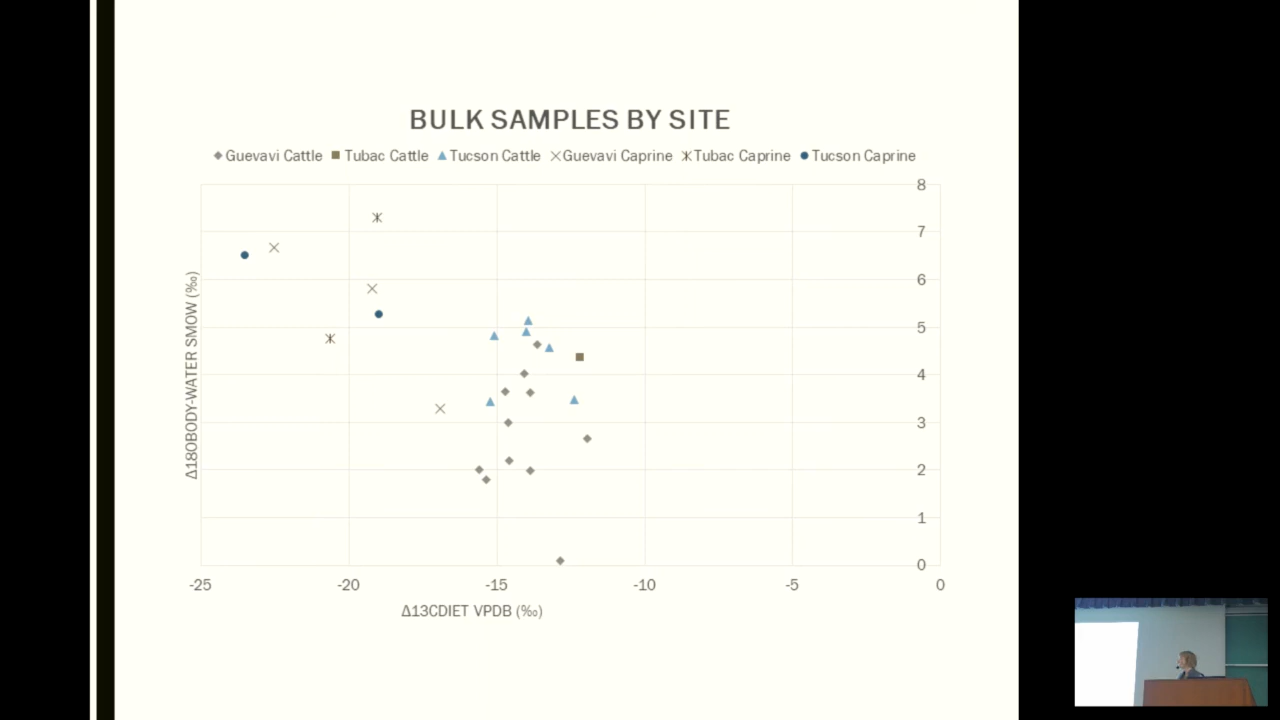 BULK SAMPLES BY SITE
Guevavi Cattle Tubac Cattle Tucson Cattle Guevavi Caprine Tubac Caprine Tucson Caprine
8
7
6
5
4
3
2
1
0
Δ18OBODY-WATER SMOW (‰)
-25 -20 -15 -10 -5 0
Δ13CDIET VPDB (‰)